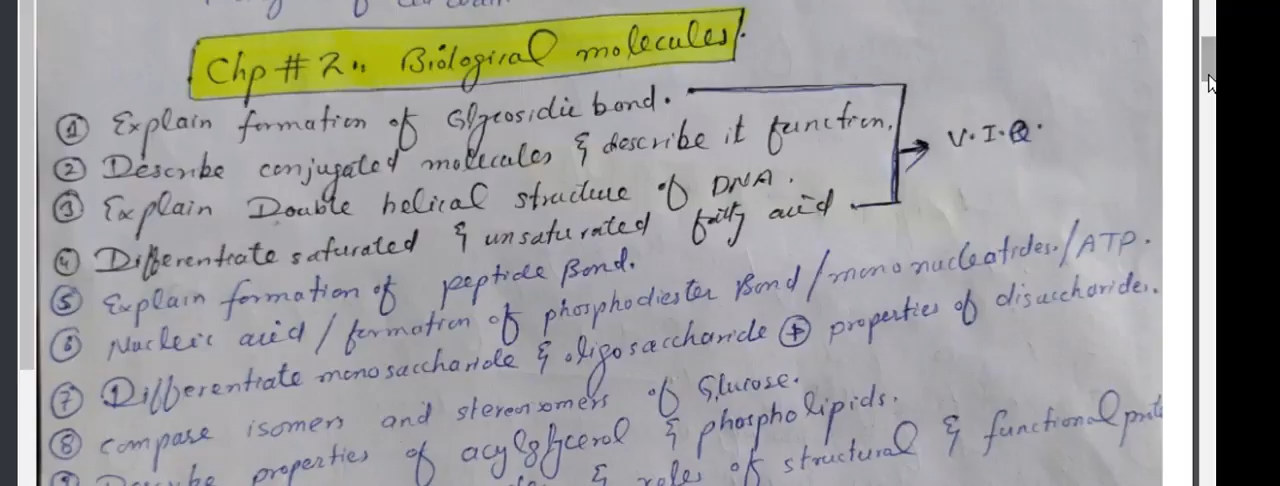 Chp # 2.. Biological molecules.
① Explain formation of Glycosidic bond.
② Describe conjugated molecules & describe it function.
V.I.Q.
③ Explain Double helical structure of DNA.
④ Differentiate saturated & unsaturated fatty acid
⑤ Explain formation of peptide Bond.
⑥ Nucleic acid / formation of phosphodiester Bond / mononucleotides. / ATP.
⑦ Differentiate monosaccharide & oligosaccharide ⊕ properties of disaccharide.
⑧ compare isomers and stereoisomers of Glucose.
properties of acylglycerol & phospholipids.
& roles of structural & functional